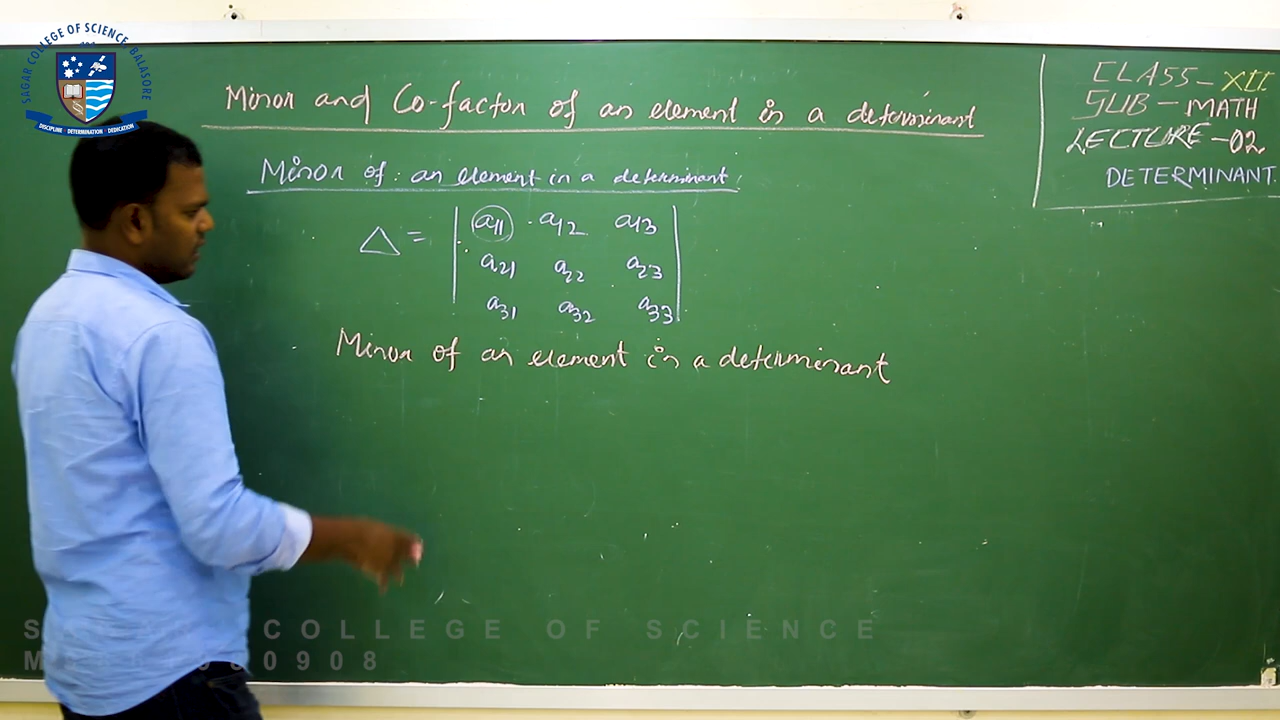 SAGAR COLLEGE OF SCIENCE, BALASORE
DISCIPLINE · DETERMINATION · DEDICATION
Minor and Co-factor of an element in a determinant
CLASS - XII
SUB - MATH
LECTURE - 02
DETERMINANT
Minor of: an element in a determinant
Δ = | a11 a12 a13 |
| a21 a22 a23 |
| a31 a32 a33 |
Minor of an element in a determinant
COLLEGE OF SCIENCE
0908